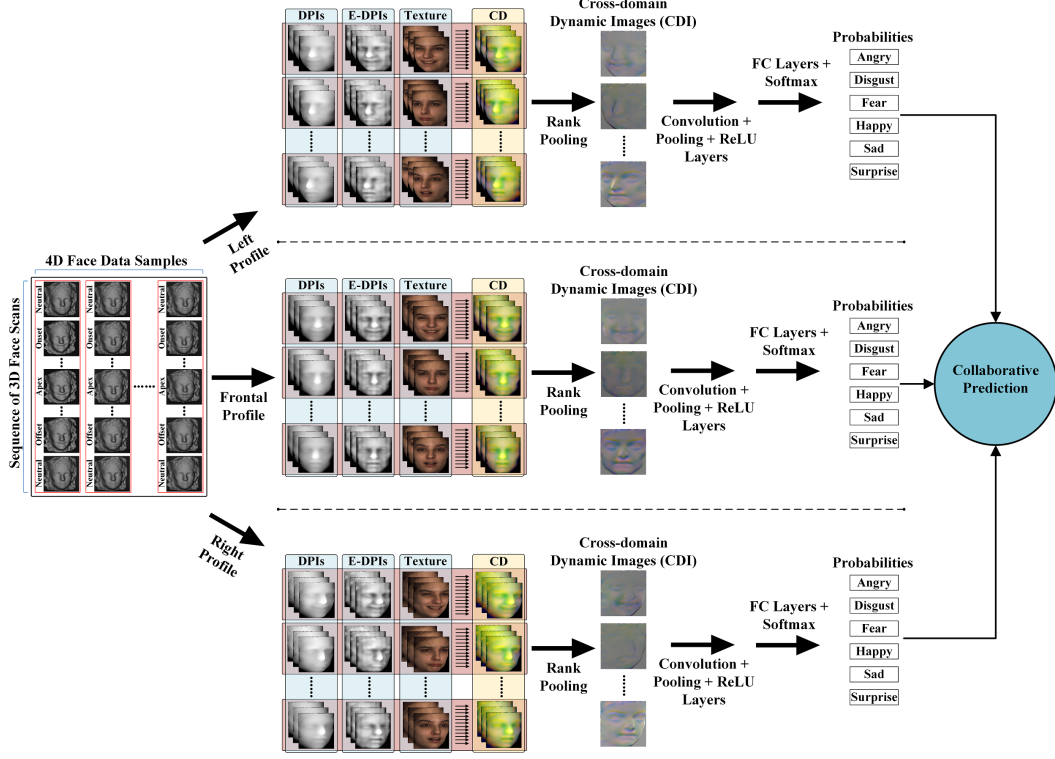 Cross-domain
Dynamic Images (CDI)
DPIs
E-DPIs
Texture
CD
Rank
Pooling
Convolution +
Pooling + ReLU
Layers
FC Layers +
Softmax
Probabilities
Angry
Disgust
Fear
Happy
Sad
Surprise
Left
Profile
4D Face Data Samples
Sequence of 3D Face Scans
Neutral
Neutral
Neutral
Onset
Onset
Onset
Apex
Apex
Apex
Offset
Offset
Offset
Neutral
Neutral
Neutral
Frontal
Profile
DPIs
E-DPIs
Texture
CD
Cross-domain
Dynamic Images (CDI)
Rank
Pooling
Convolution +
Pooling + ReLU
Layers
FC Layers +
Softmax
Probabilities
Angry
Disgust
Fear
Happy
Sad
Surprise
Collaborative
Prediction
Right
Profile
DPIs
E-DPIs
Texture
CD
Cross-domain
Dynamic Images (CDI)
Rank
Pooling
Convolution +
Pooling + ReLU
Layers
FC Layers +
Softmax
Probabilities
Angry
Disgust
Fear
Happy
Sad
Surprise